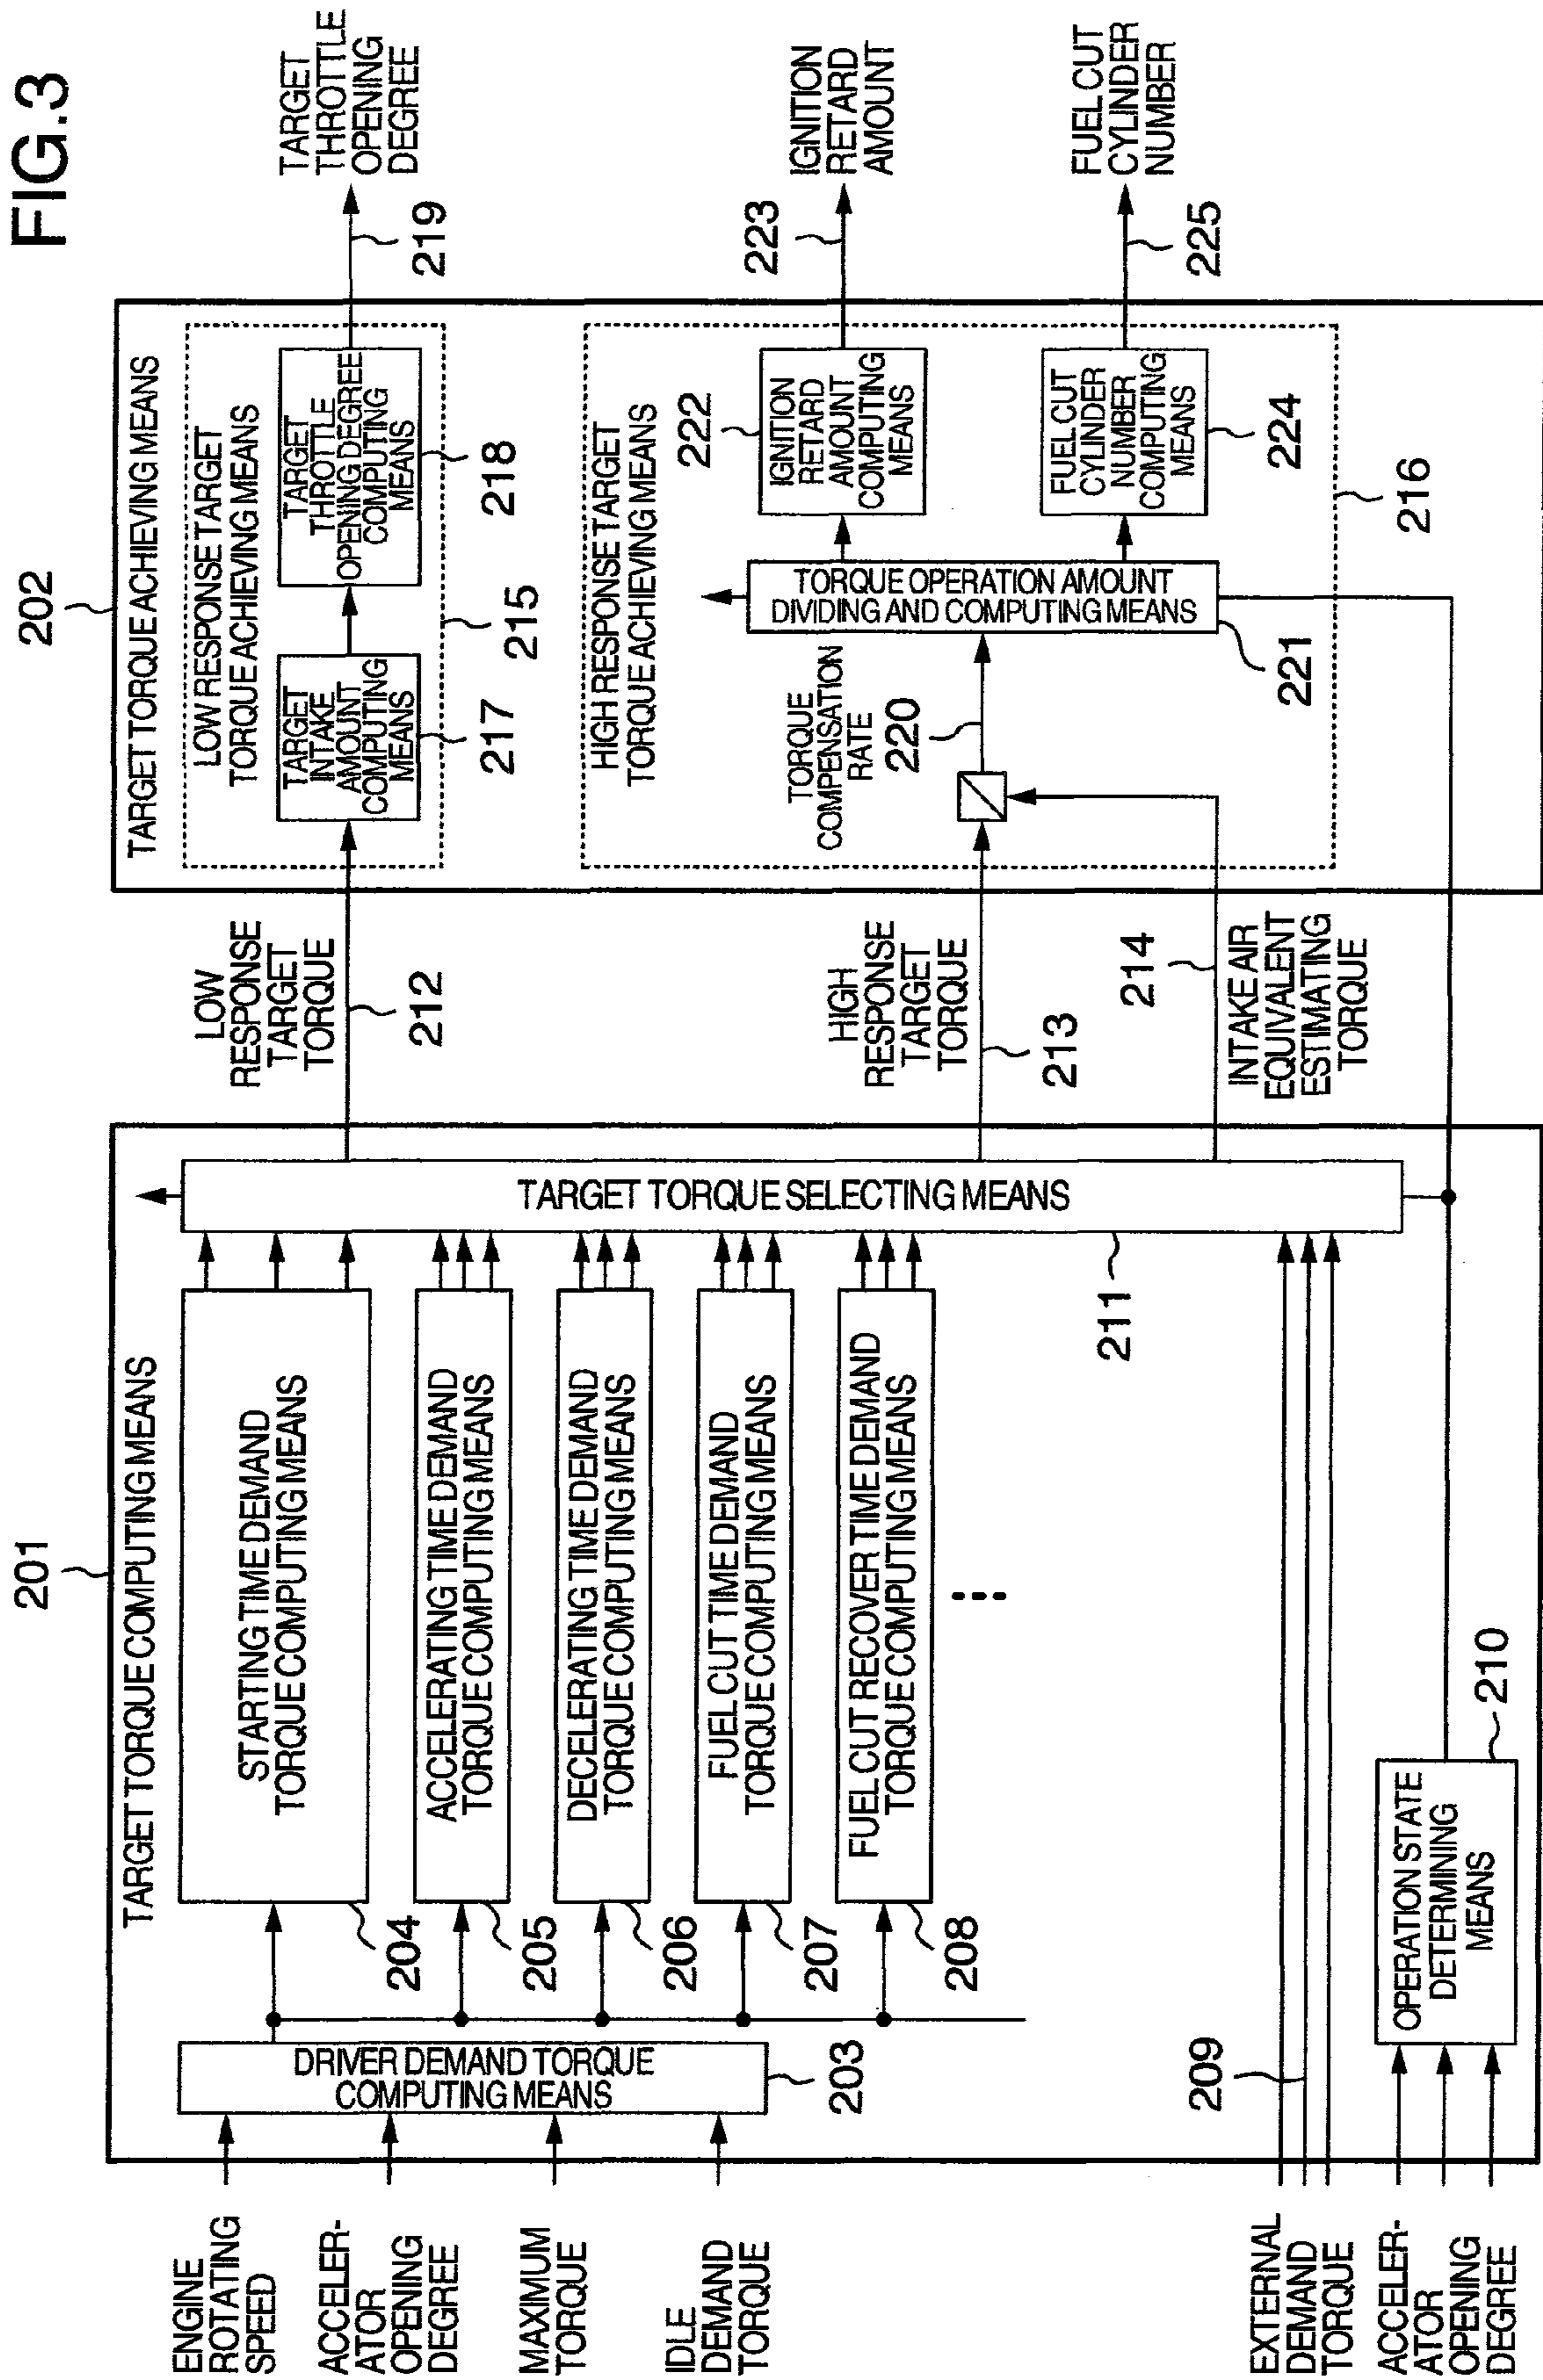 FIG.3
201
TARGET TORQUE COMPUTING MEANS
ENGINE
ROTATING
SPEED
ACCELER-
ATOR
OPENING
DEGREE
MAXIMUM
TORQUE
IDLE
DEMAND
TORQUE
DRIVER DEMAND TORQUE
COMPUTING MEANS
203
STARTING TIME DEMAND
TORQUE COMPUTING MEANS
204
ACCELERATING TIME DEMAND
TORQUE COMPUTING MEANS
205
DECELERATING TIME DEMAND
TORQUE COMPUTING MEANS
206
FUEL CUT TIME DEMAND
TORQUE COMPUTING MEANS
207
FUEL CUT RECOVER TIME DEMAND
TORQUE COMPUTING MEANS
208
EXTERNAL
DEMAND
TORQUE
209
ACCELER-
ATOR
OPENING
DEGREE
OPERATION STATE
DETERMINING
MEANS
210
TARGET TORQUE SELECTING MEANS
211
LOW
RESPONSE
TARGET
TORQUE
212
HIGH
RESPONSE
TARGET
TORQUE
213
214
INTAKE AIR
EQUIVALENT
ESTIMATING
TORQUE
202
TARGET TORQUE ACHIEVING MEANS
LOW RESPONSE TARGET
TORQUE ACHIEVING MEANS
TARGET
INTAKE
AMOUNT
COMPUTING
MEANS
217
TARGET
THROTTLE
OPENING DEGREE
COMPUTING
MEANS
218
215
219
TARGET
THROTTLE
OPENING
DEGREE
HIGH RESPONSE TARGET
TORQUE ACHIEVING MEANS
TORQUE
COMPENSATION
RATE
220
TORQUE OPERATION AMOUNT
DIVIDING AND COMPUTING MEANS
221
222
IGNITION
RETARD
AMOUNT
COMPUTING
MEANS
223
IGNITION
RETARD
AMOUNT
FUEL CUT
CYLINDER
NUMBER
COMPUTING
MEANS
224
225
FUEL CUT
CYLINDER
NUMBER
216